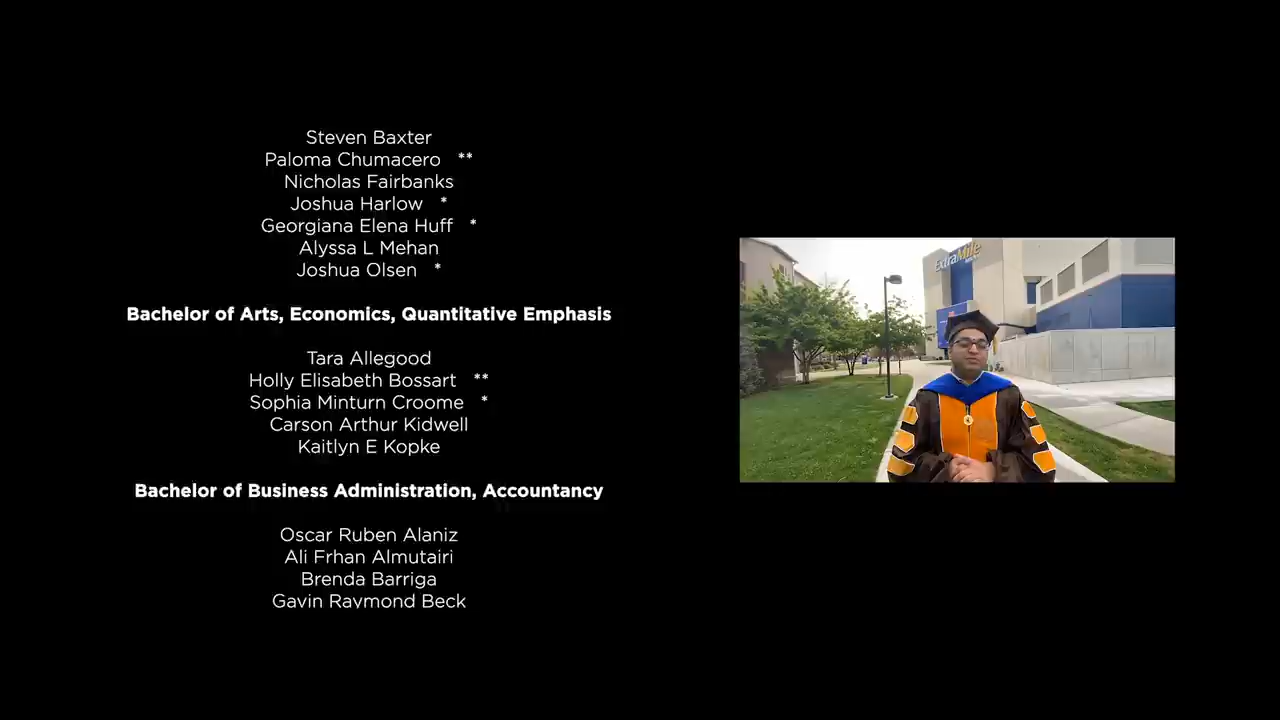 Steven Baxter
Paloma Chumacero **
Nicholas Fairbanks
Joshua Harlow *
Georgiana Elena Huff *
Alyssa L Mehan
Joshua Olsen *
Bachelor of Arts, Economics, Quantitative Emphasis
Tara Allegood
Holly Elisabeth Bossart **
Sophia Minturn Croome *
Carson Arthur Kidwell
Kaitlyn E Kopke
Bachelor of Business Administration, Accountancy
Oscar Ruben Alaniz
Ali Frhan Almutairi
Brenda Barriga
Gavin Raymond Beck
ExtraMile